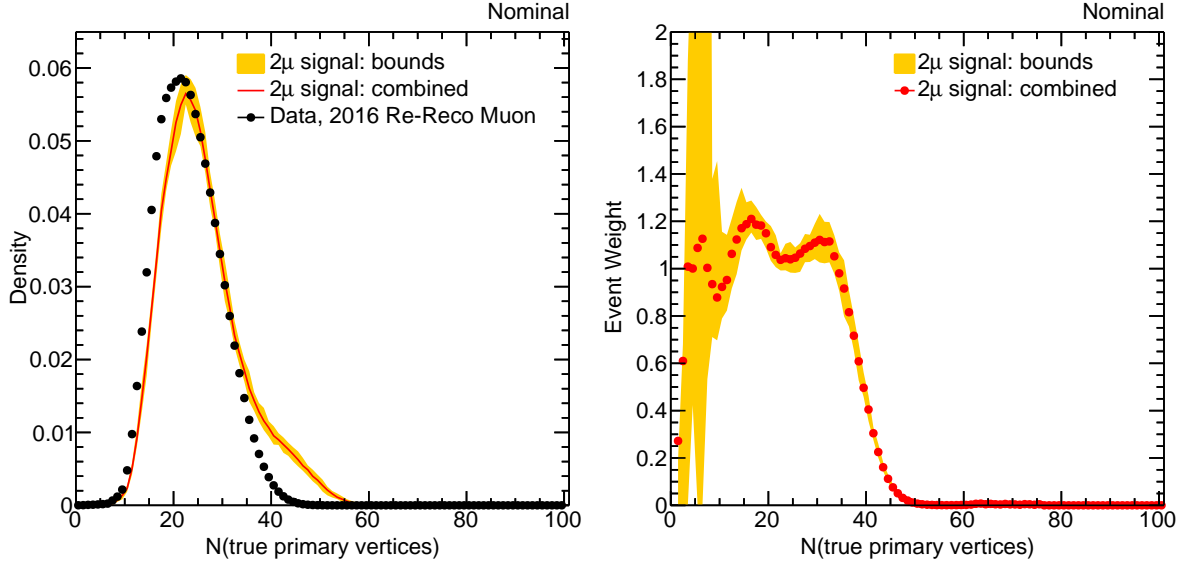 Nominal
2μ signal: bounds
2μ signal: combined
Data, 2016 Re-Reco Muon
Density
0.06
0.05
0.04
0.03
0.02
0.01
0
0 20 40 60 80 100
N(true primary vertices)
Nominal
2μ signal: bounds
2μ signal: combined
Event Weight
2
1.8
1.6
1.4
1.2
1
0.8
0.6
0.4
0.2
0
0 20 40 60 80 100
N(true primary vertices)